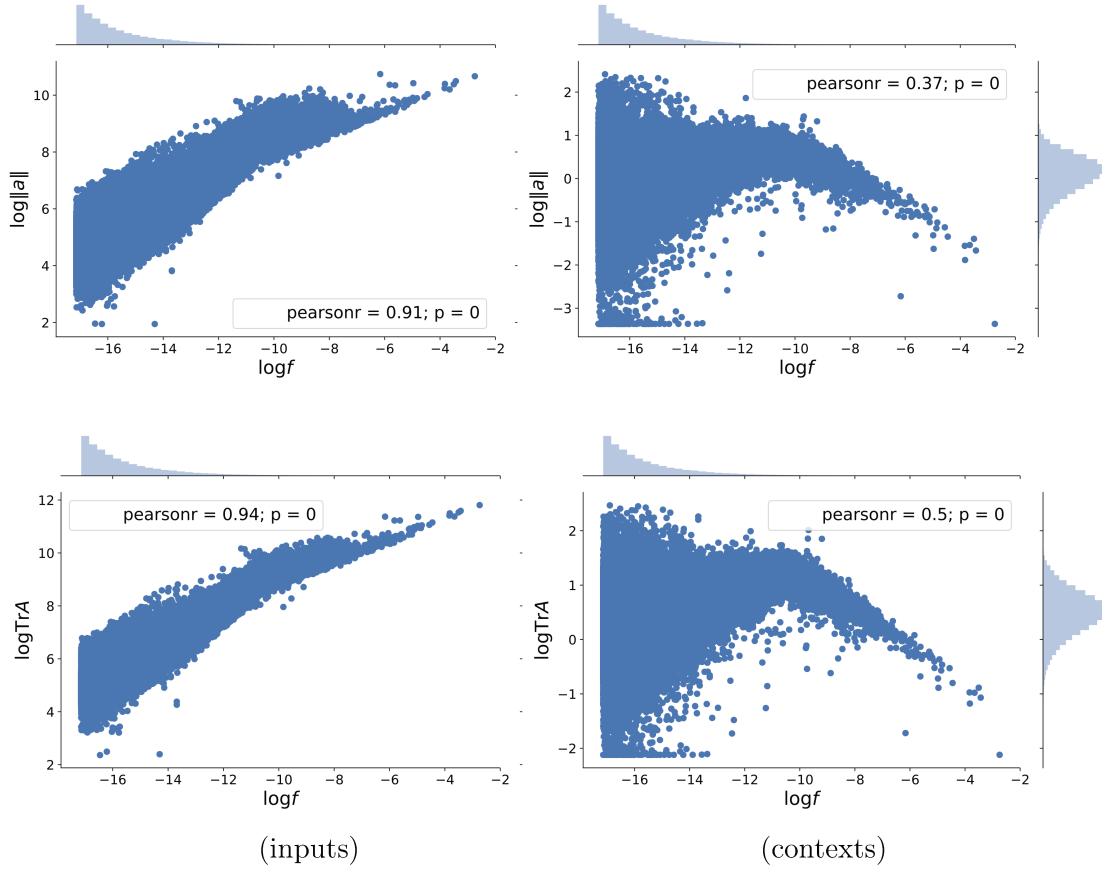 pearsonr = 0.91; p = 0
log‖a‖
10
8
6
4
2
−16 −14 −12 −10 −8 −6 −4 −2
logf
pearsonr = 0.37; p = 0
log‖a‖
2
1
0
−1
−2
−3
−16 −14 −12 −10 −8 −6 −4 −2
logf
pearsonr = 0.94; p = 0
logTrA
12
10
8
6
4
2
−16 −14 −12 −10 −8 −6 −4 −2
logf
pearsonr = 0.5; p = 0
logTrA
2
1
0
−1
−2
−16 −14 −12 −10 −8 −6 −4 −2
logf
(inputs)
(contexts)